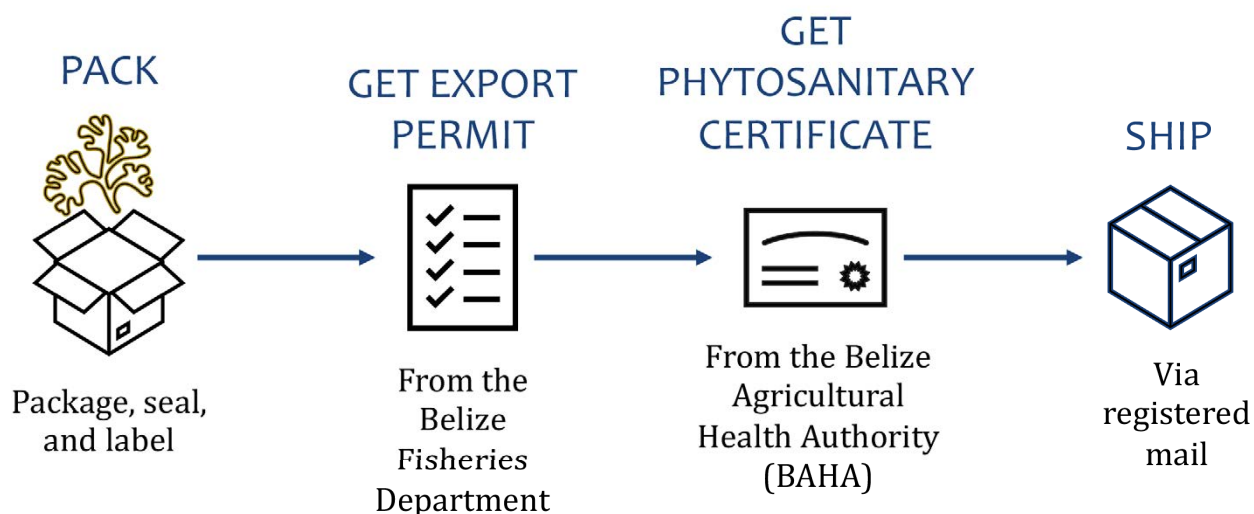 PACK
Package, seal,
and label
GET EXPORT
PERMIT
From the
Belize
Fisheries
Department
GET
PHYTOSANITARY
CERTIFICATE
From the Belize
Agricultural
Health Authority
(BAHA)
SHIP
Via
registered
mail